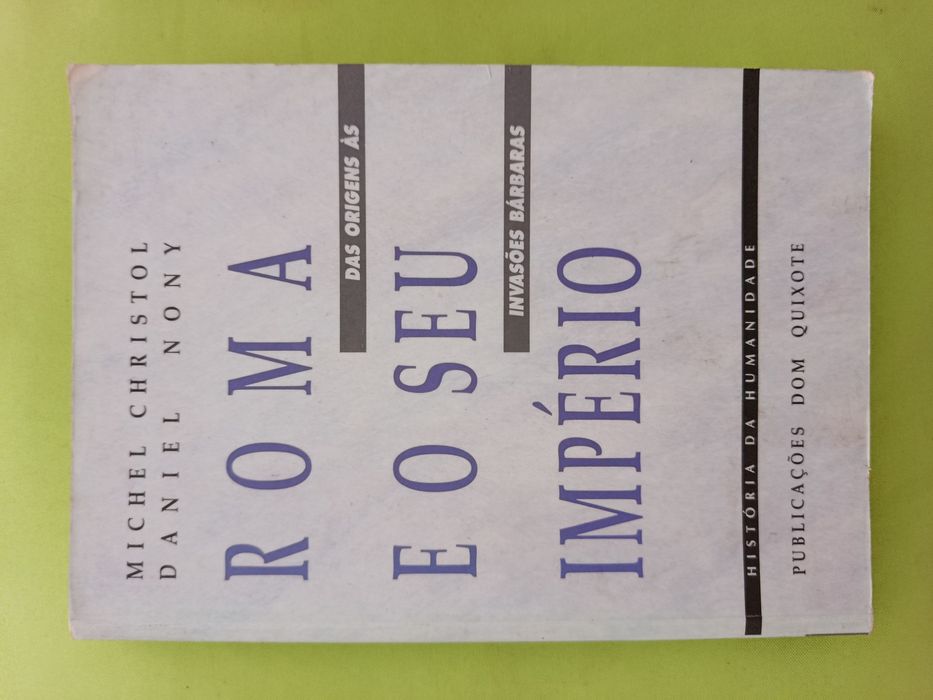 MICHEL CHRISTOL
DANIEL NONY
ROMA
DAS ORIGENS ÀS
E O SEU
INVASÕES BÁRBARAS
IMPÉRIO
HISTÓRIA DA HUMANIDADE
PUBLICAÇÕES DOM QUIXOTE